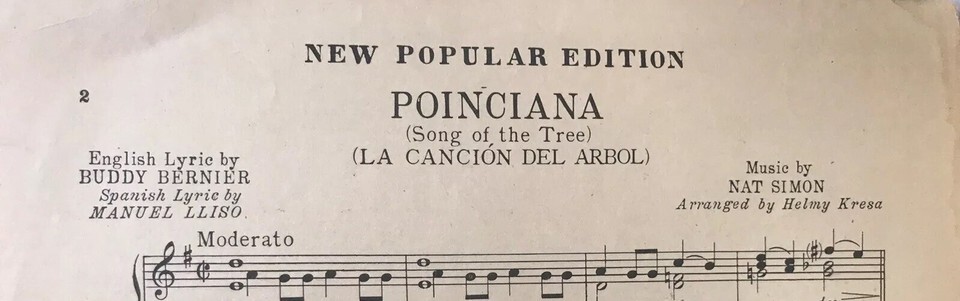 NEW POPULAR EDITION
2
POINCIANA
(Song of the Tree)
(LA CANCIÓN DEL ARBOL)
English Lyric by
BUDDY BERNIER
Spanish Lyric by
MANUEL LLISO.
Music by
NAT SIMON
Arranged by Helmy Kresa
Moderato